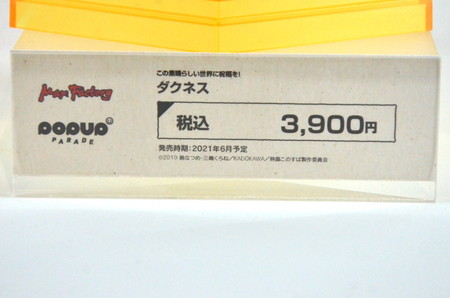 この素晴らしい世界に祝福を!
ダクネス
Max Factory
POPUP
PARADE
税込 3,900円
発売時期:2021年6月予定
©2019 暁なつめ・三嶋くろね/KADOKAWA/映画このすば製作委員会